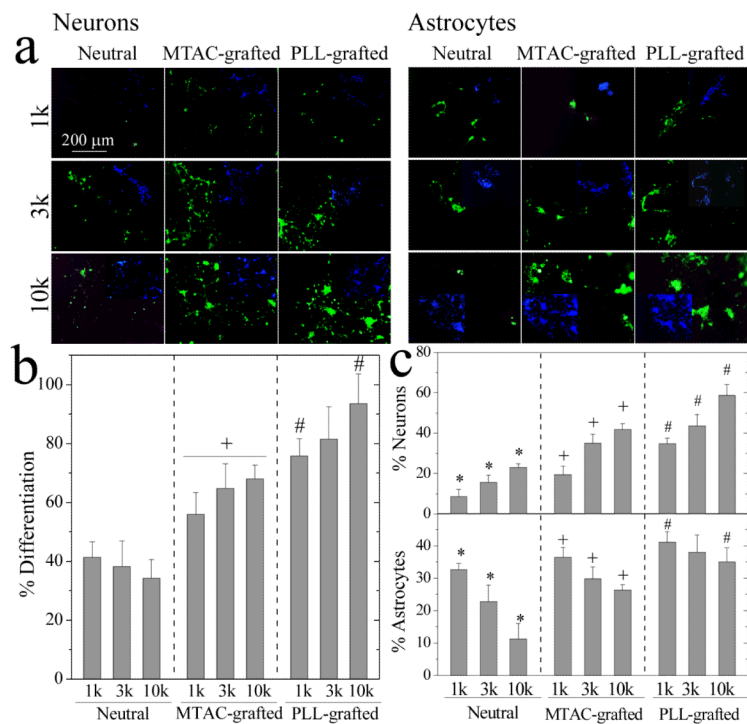 Neurons
Astrocytes
a
Neutral MTAC-grafted PLL-grafted
Neutral MTAC-grafted PLL-grafted
1k
200 μm
3k
10k
b
% Differentiation
100
80
60
40
20
0
+
#
#
1k 3k 10k 1k 3k 10k 1k 3k 10k
Neutral MTAC-grafted PLL-grafted
c
% Neurons
80
60
40
20
0
* * *
+ + +
# # #
% Astrocytes
40
30
20
10
0
* * *
+ + +
# #
1k 3k 10k 1k 3k 10k 1k 3k 10k
Neutral MTAC-grafted PLL-grafted